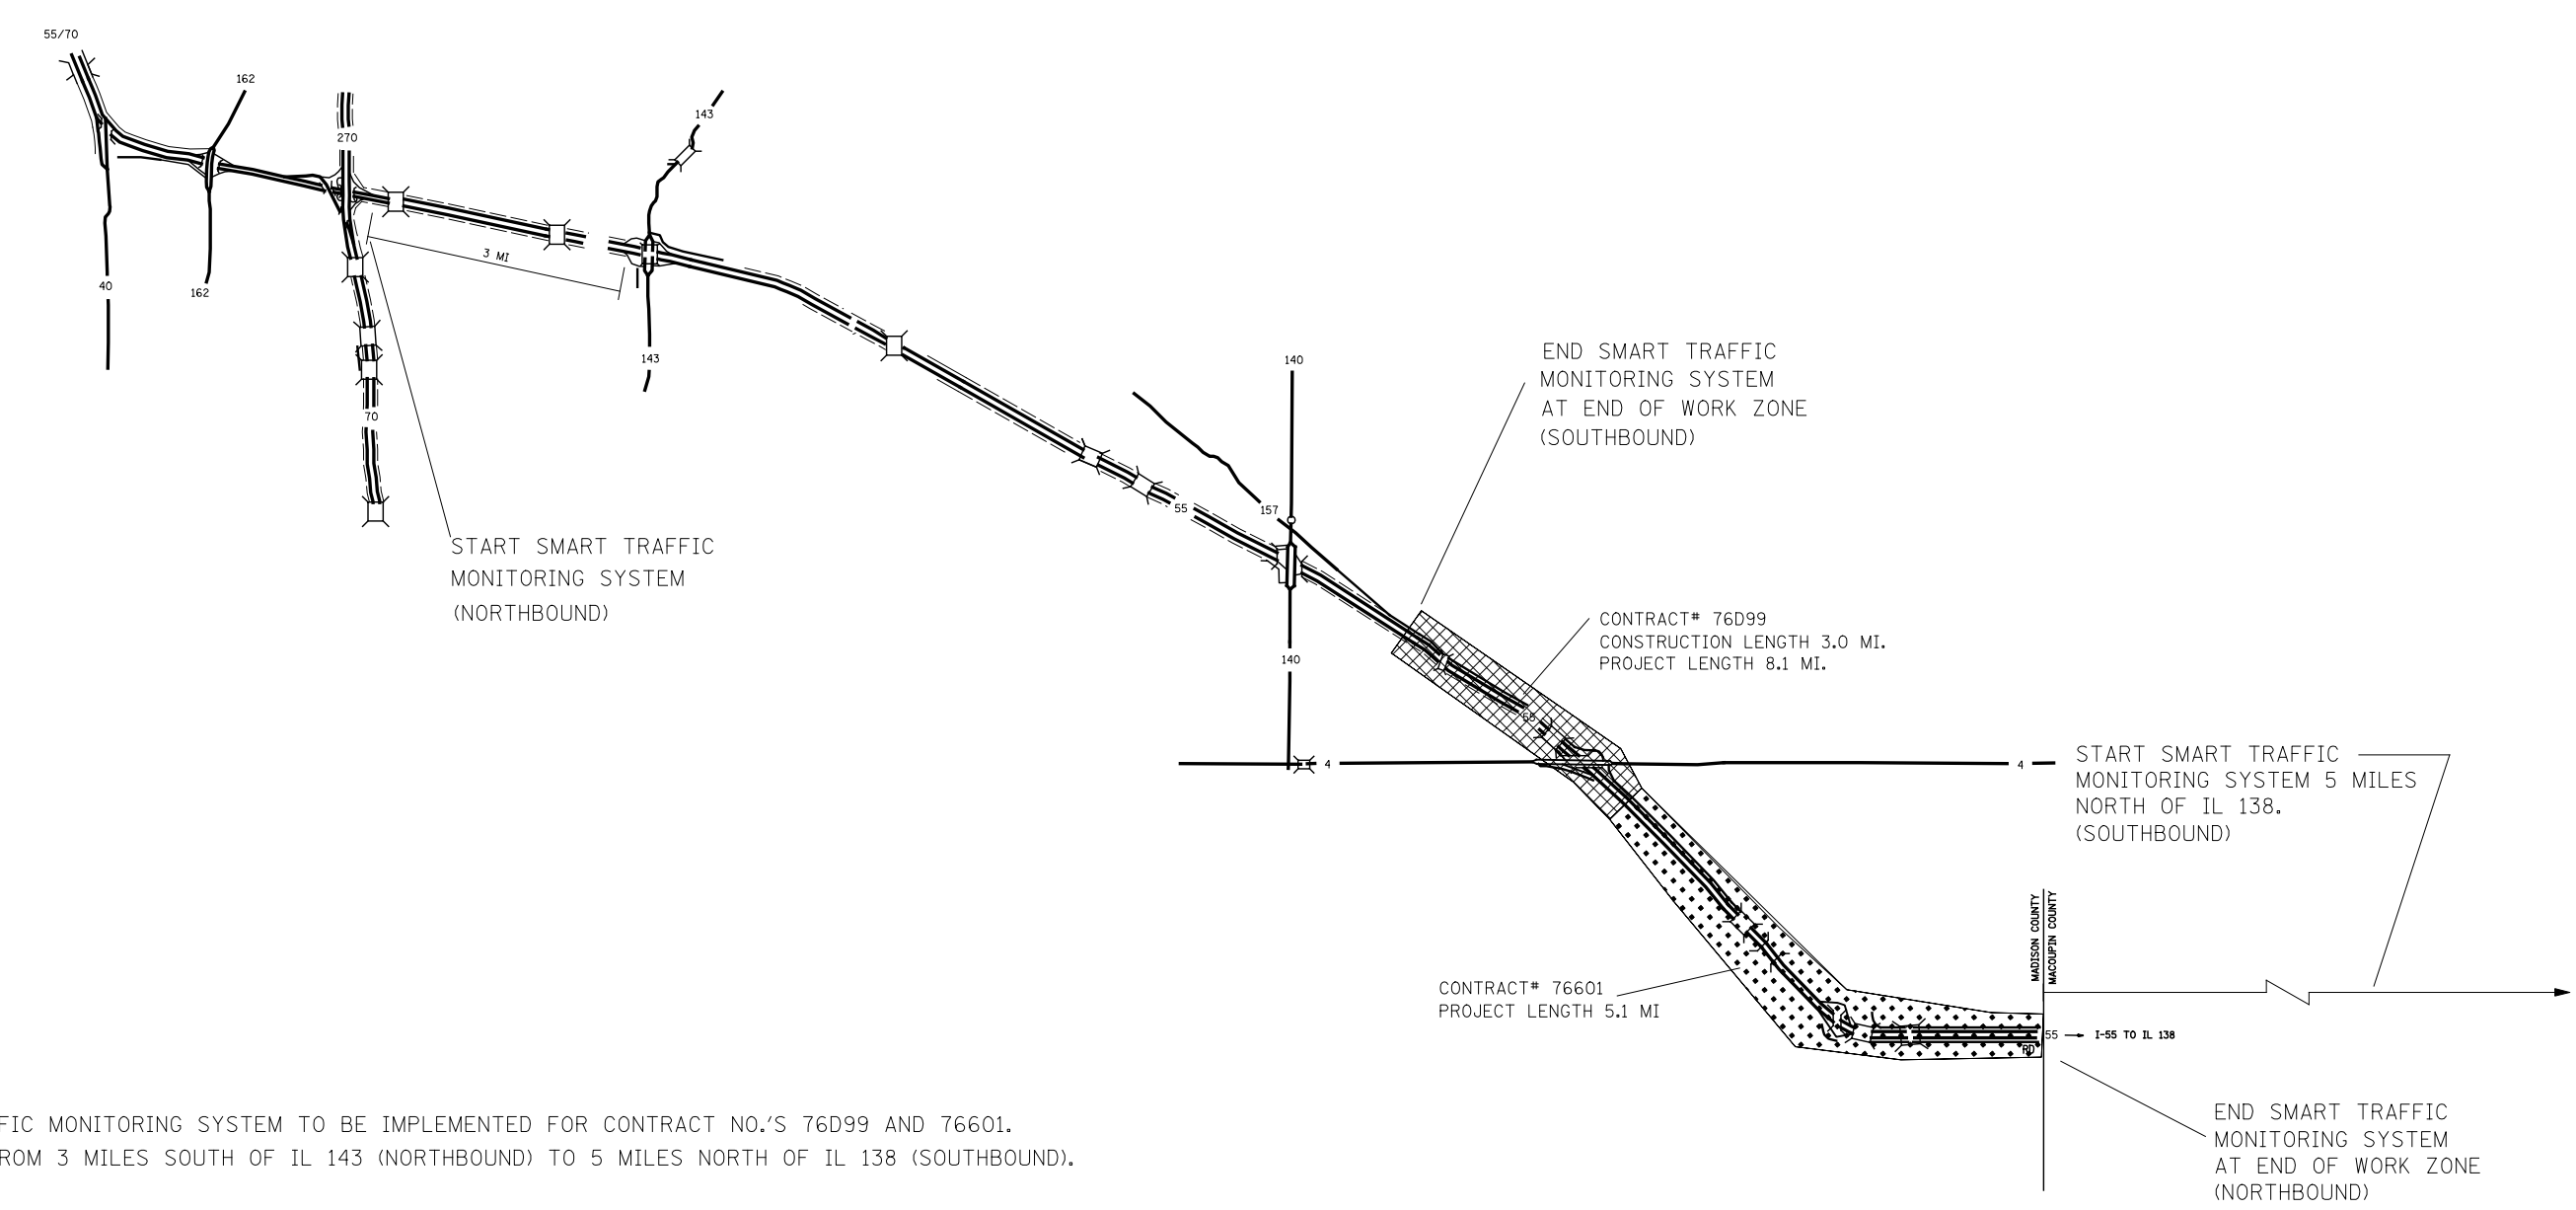 55/70
162
270
143
3 MI
40
162
143
70
START SMART TRAFFIC
MONITORING SYSTEM
(NORTHBOUND)
140
END SMART TRAFFIC
MONITORING SYSTEM
AT END OF WORK ZONE
(SOUTHBOUND)
55
157
140
CONTRACT# 76D99
CONSTRUCTION LENGTH 3.0 MI.
PROJECT LENGTH 8.1 MI.
55
4
4
START SMART TRAFFIC
MONITORING SYSTEM 5 MILES
NORTH OF IL 138.
(SOUTHBOUND)
MADISON COUNTY
MACOUPIN COUNTY
CONTRACT# 76601
PROJECT LENGTH 5.1 MI
55
I-55 TO IL 138
RD
END SMART TRAFFIC
MONITORING SYSTEM
AT END OF WORK ZONE
(NORTHBOUND)
FIC MONITORING SYSTEM TO BE IMPLEMENTED FOR CONTRACT NO.'S 76D99 AND 76601.
ROM 3 MILES SOUTH OF IL 143 (NORTHBOUND) TO 5 MILES NORTH OF IL 138 (SOUTHBOUND).